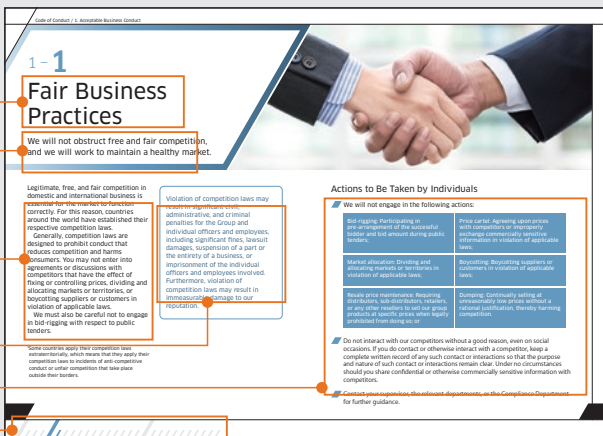 Code of Conduct / 1. Acceptable Business Conduct
1 – 1
Fair Business
Practices
We will not obstruct free and fair competition,
and we will work to maintain a healthy market.
Legitimate, free, and fair competition in
domestic and international business is
essential for the market to function
correctly. For this reason, countries
around the world have established their
respective competition laws.
Generally, competition laws are
designed to prohibit conduct that
reduces competition and harms
consumers. You may not enter into
agreements or discussions with
competitors that have the effect of
fixing or controlling prices, dividing and
allocating markets or territories, or
boycotting suppliers or customers in
violation of applicable laws.
We must also be careful not to engage
in bid-rigging with respect to public
tenders.
Some countries apply their competition laws
extraterritorially, which means that they apply their
competition laws to incidents of anti-competitive
conduct or unfair competition that take place
outside their borders.
Violation of competition laws may
result in significant civil,
administrative, and criminal
penalties for the Group and
individual officers and employees,
including significant fines, lawsuit
damages, suspension of a part or
the entirety of a business, or
imprisonment of the individual
officers and employees involved.
Furthermore, violation of
competition laws may result in
immeasurable damage to our
reputation.
Actions to Be Taken by Individuals
We will not engage in the following actions:
Bid-rigging: Participating in
pre-arrangement of the successful
bidder and bid amount during public
tenders;
Price cartel: Agreeing upon prices
with competitors or improperly
exchange commercially sensitive
information in violation of applicable
laws;
Market allocation: Dividing and
allocating markets or territories in
violation of applicable laws;
Boycotting: Boycotting suppliers or
customers in violation of applicable
laws;
Resale price maintenance: Requiring
distributors, sub-distributors, retailers,
or any other resellers to sell our group
products at specific prices when legally
prohibited from doing so; or
Dumping: Continually selling at
unreasonably low prices without a
rational justification, thereby harming
competition;
Do not interact with our competitors without a good reason, even on social
occasions. If you do contact or otherwise interact with a competitor, keep a
complete written record of any such contact or interactions so that the purpose
and nature of such contact or interactions remain clear. Under no circumstances
should you share confidential or otherwise commercially sensitive information with
competitors.
Contact your supervisor, the relevant departments, or the Compliance Department
for further guidance.